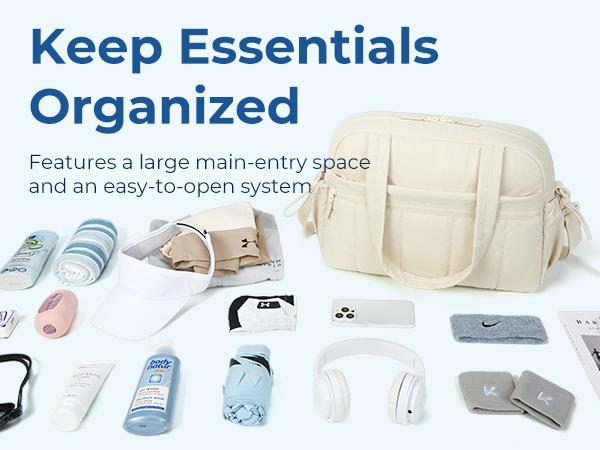 Keep Essentials
Organized
Features a large main-entry space
and an easy-to-open system
body
natur